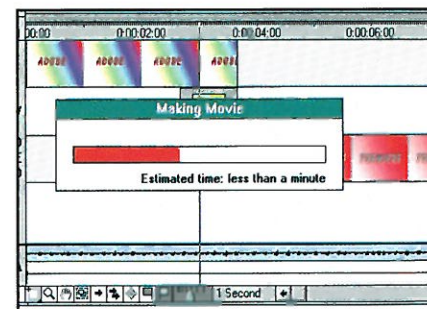 00:00 0:00:02:00 0:00:04:00 0:00:06:00
ADOBE ADOBE ADOBE ADOBE
Making Movie
Estimated time: less than a minute
1 Second